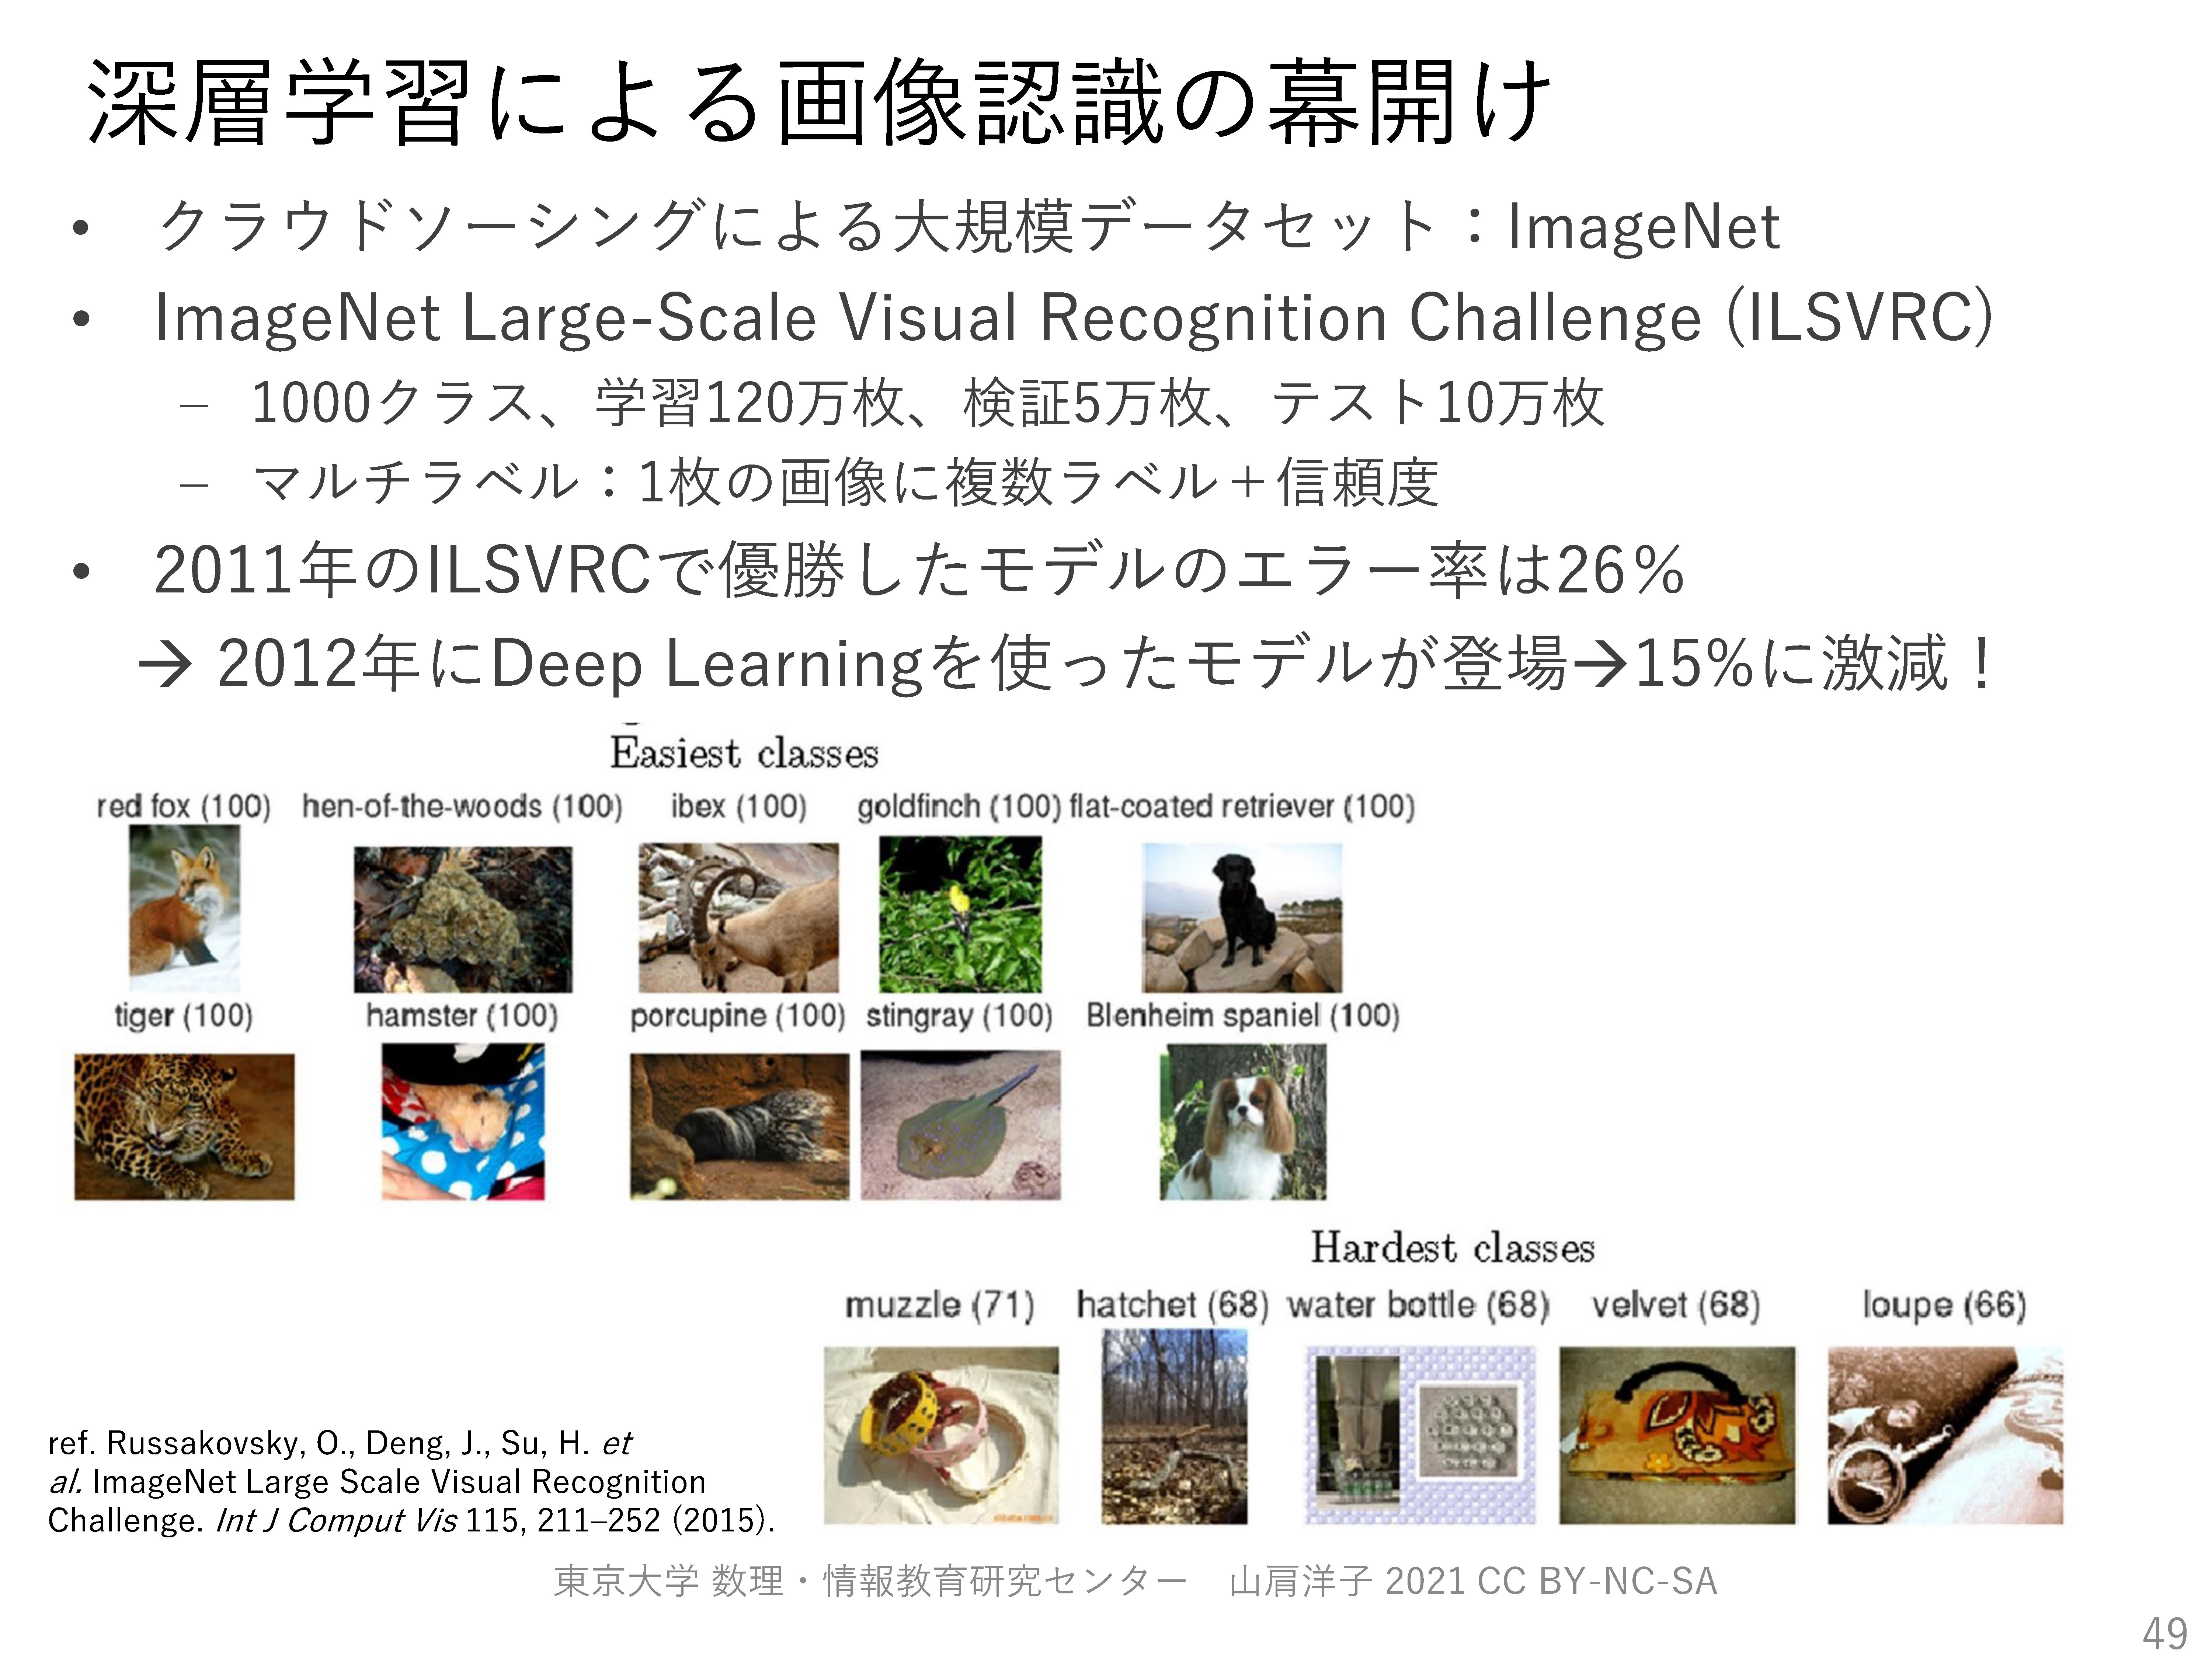 深層学習による画像認識の幕開け
• クラウドソーシングによる大規模データセット：ImageNet
• ImageNet Large-Scale Visual Recognition Challenge (ILSVRC)
– 1000クラス、学習120万枚、検証5万枚、テスト10万枚
– マルチラベル：1枚の画像に複数ラベル＋信頼度
• 2011年のILSVRCで優勝したモデルのエラー率は26%
→ 2012年にDeep Learningを使ったモデルが登場→15%に激減！
Easiest classes
red fox (100) hen-of-the-woods (100) ibex (100) goldfinch (100) flat-coated retriever (100)
tiger (100) hamster (100) porcupine (100) stingray (100) Blenheim spaniel (100)
Hardest classes
muzzle (71) hatchet (68) water bottle (68) velvet (68) loupe (66)
ref. Russakovsky, O., Deng, J., Su, H. et
al. ImageNet Large Scale Visual Recognition
Challenge. Int J Comput Vis 115, 211–252 (2015).
東京大学 数理・情報教育研究センター 山肩洋子 2021 CC BY-NC-SA
49